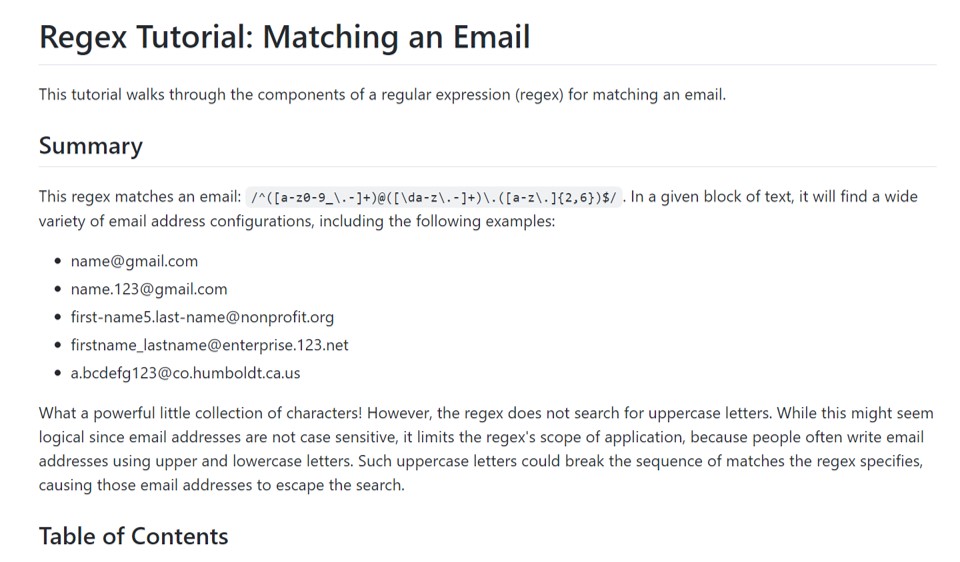 Regex Tutorial: Matching an Email
This tutorial walks through the components of a regular expression (regex) for matching an email.
Summary
This regex matches an email: /^([a-z0-9_\.-]+)@([\da-z\.-]+)\.([a-z\.]{2,6})$/ . In a given block of text, it will find a wide
variety of email address configurations, including the following examples:
• name@gmail.com
• name.123@gmail.com
• first-name5.last-name@nonprofit.org
• firstname_lastname@enterprise.123.net
• a.bcdefg123@co.humboldt.ca.us
What a powerful little collection of characters! However, the regex does not search for uppercase letters. While this might seem
logical since email addresses are not case sensitive, it limits the regex's scope of application, because people often write email
addresses using upper and lowercase letters. Such uppercase letters could break the sequence of matches the regex specifies,
causing those email addresses to escape the search.
Table of Contents